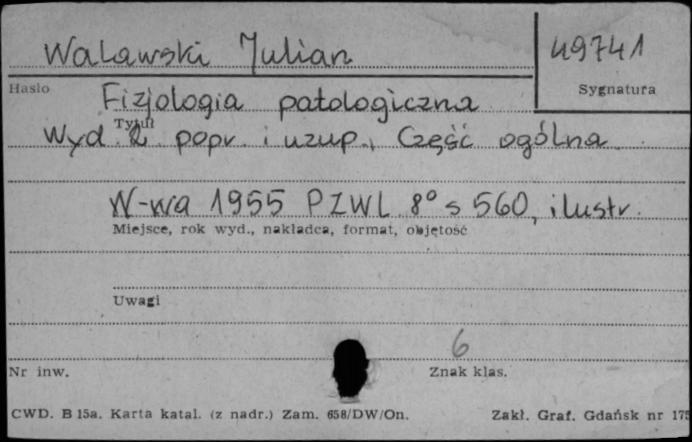 Walawski Julian 49741
Hasło Sygnatura
Fizjologia patologiczna
Tytuł
Wyd. 2 popr. i uzup., Część ogólna
W-wa 1955 PZWL 8° s 560, ilustr.
Miejsce, rok wyd., nakładca, format, objętość
Uwagi
6
Nr inw. Znak klas.
CWD. B 15a. Karta katal. (z nadr.) Zam. 658/DW/On. Zakł. Graf. Gdańsk nr 175